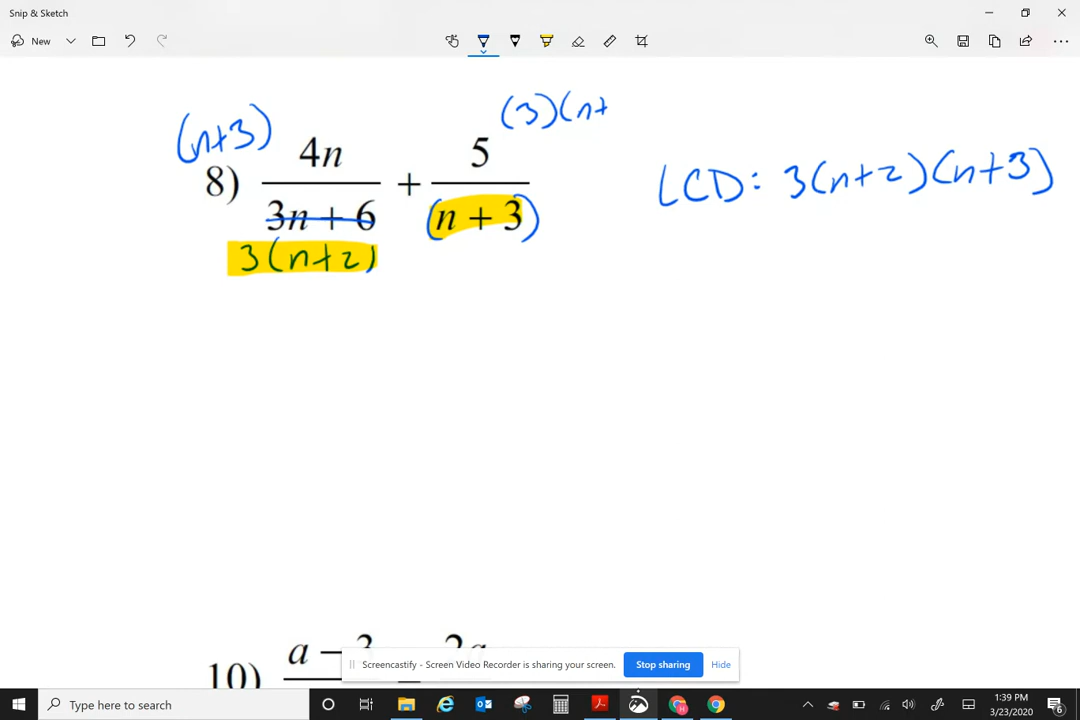 Snip & Sketch
New
(n+3) 4n + 5 (3)(n+
8) 3n + 6 (n + 3)
3(n+2)
LCD: 3(n+2)(n+3)
10) a − 3 2a
Screencastify - Screen Video Recorder is sharing your screen. Stop sharing Hide
Type here to search
1:39 PM
3/23/2020
6